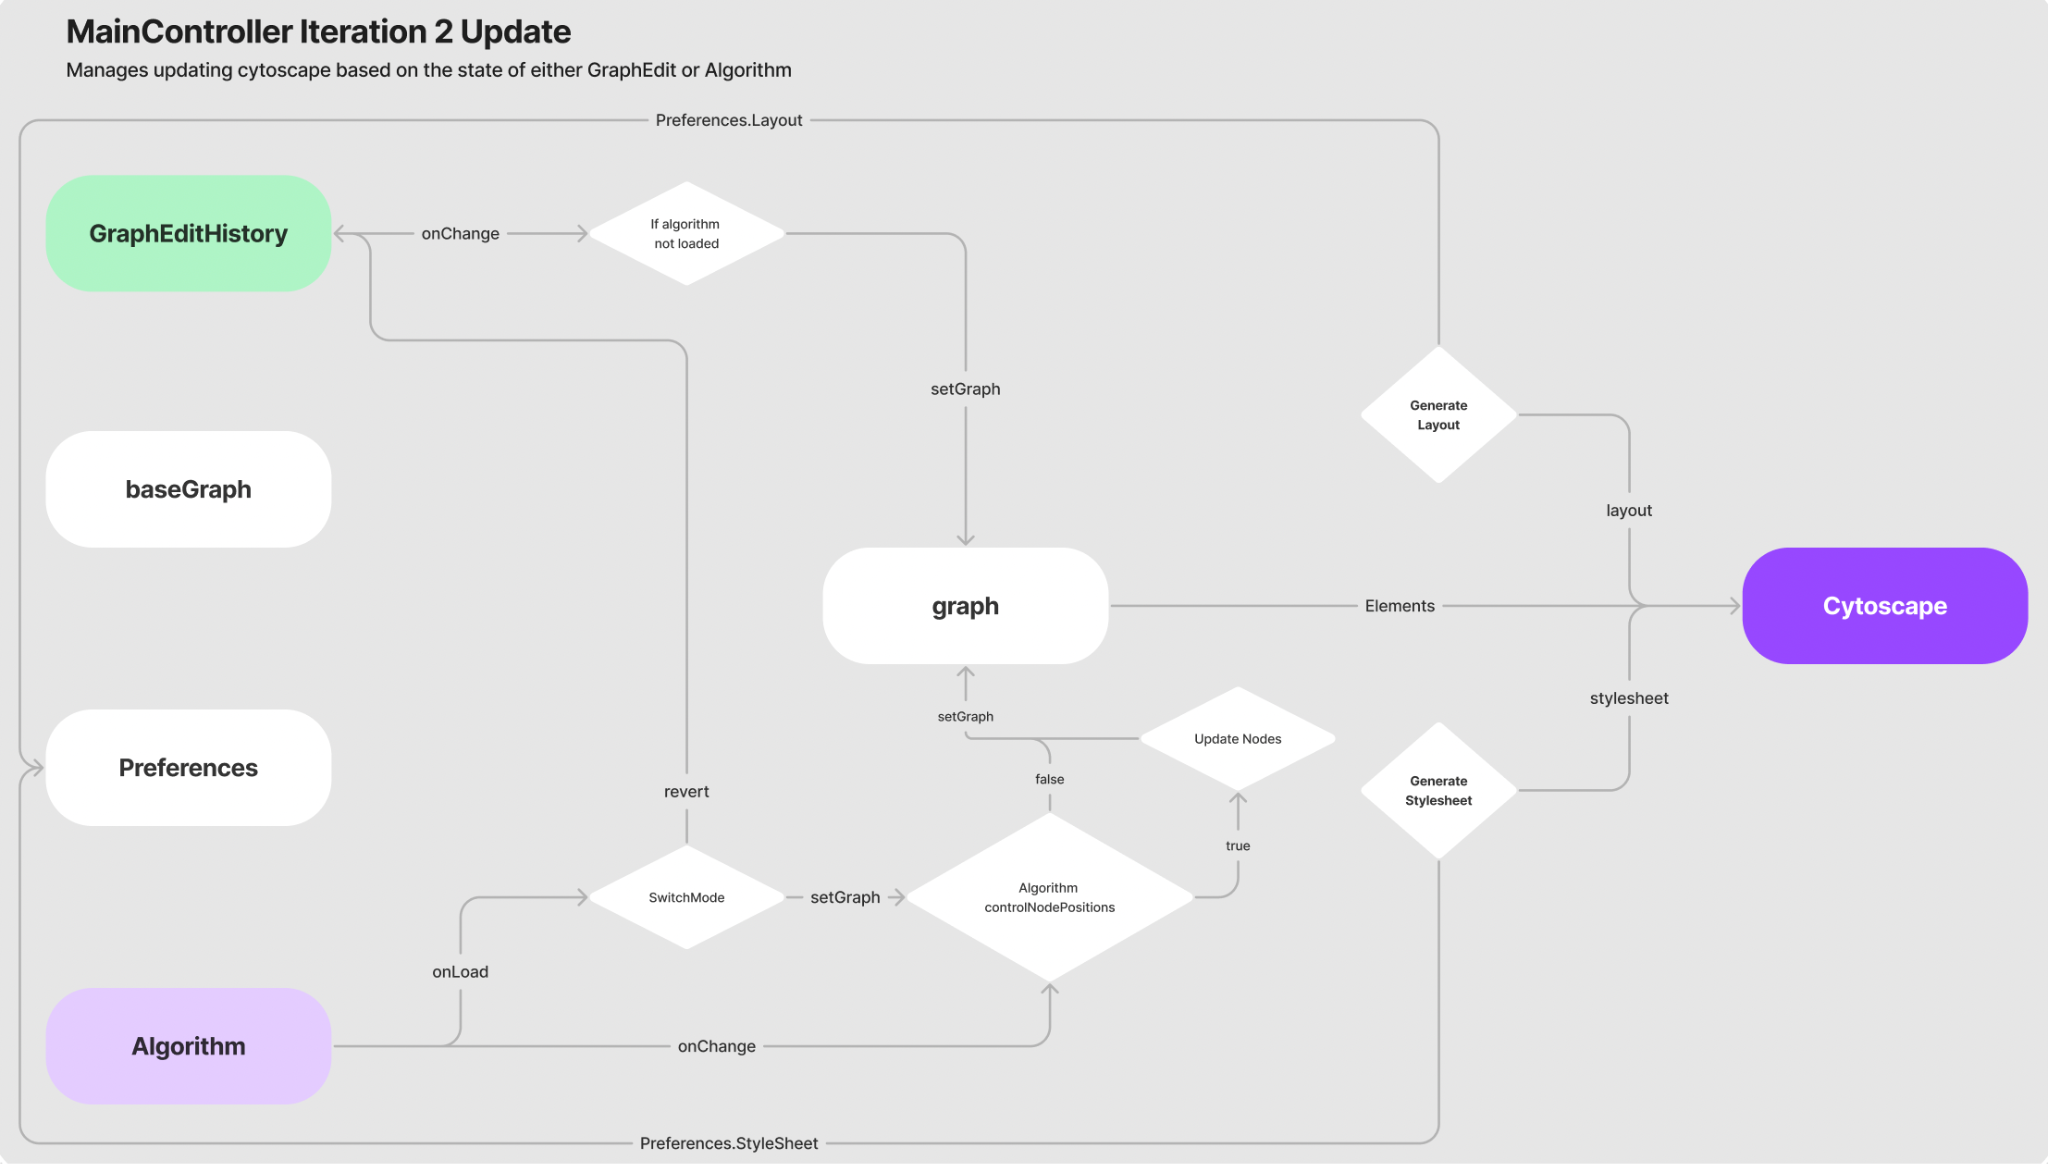 MainController Iteration 2 Update
Manages updating cytoscape based on the state of either GraphEdit or Algorithm
Preferences.Layout
GraphEditHistory
onChange
If algorithm
not loaded
setGraph
Generate
Layout
baseGraph
layout
graph
Elements
Cytoscape
stylesheet
setGraph
Update Nodes
Preferences
false
Generate
Stylesheet
revert
true
SwitchMode
setGraph
Algorithm
controlNodePositions
onLoad
Algorithm
onChange
Preferences.StyleSheet